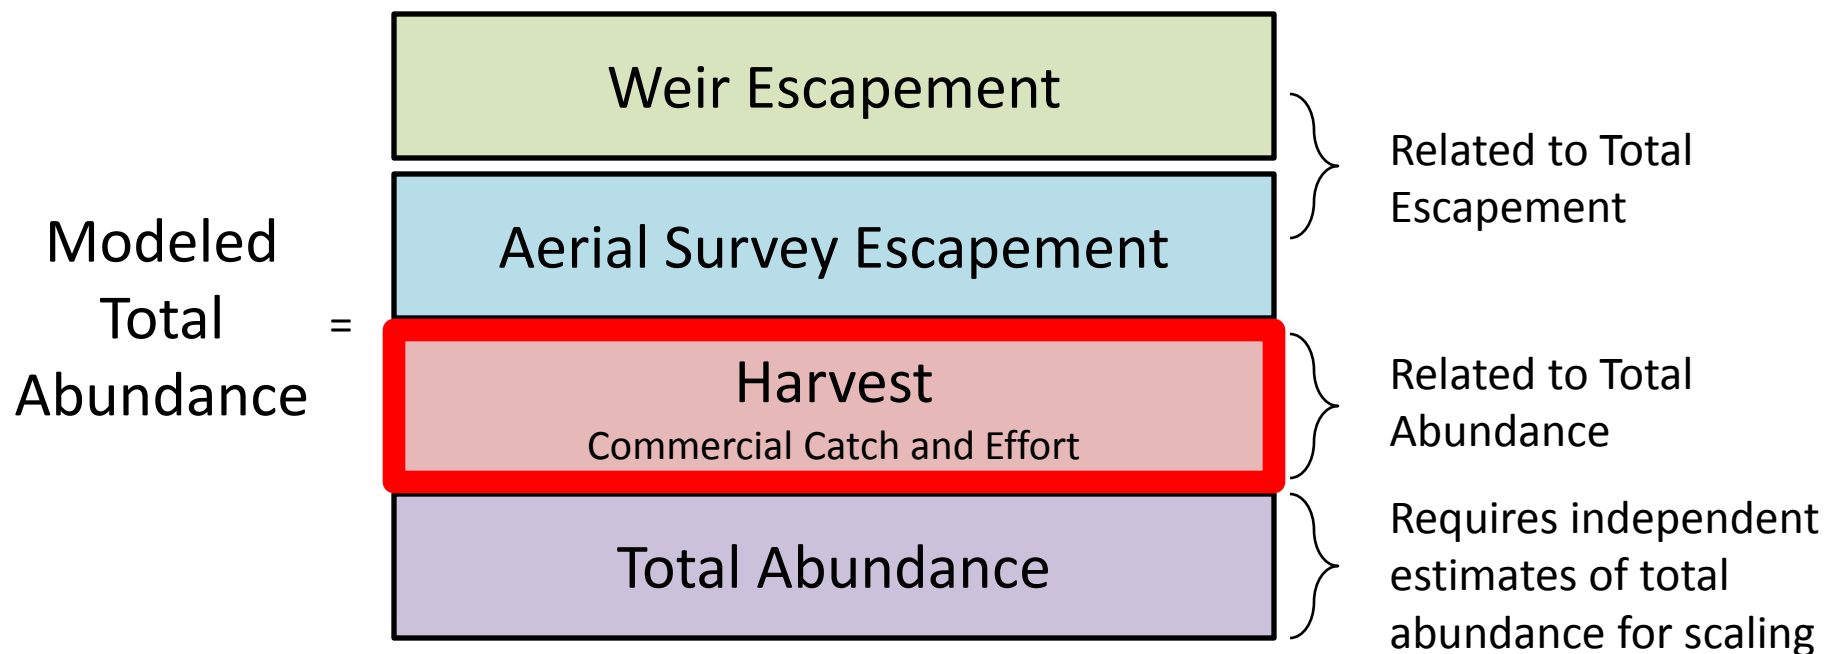 Weir Escapement
Related to Total
Escapement
Aerial Survey Escapement
Modeled
Total
Abundance
=
Harvest
Commercial Catch and Effort
Related to Total
Abundance
Total Abundance
Requires independent
estimates of total
abundance for scaling